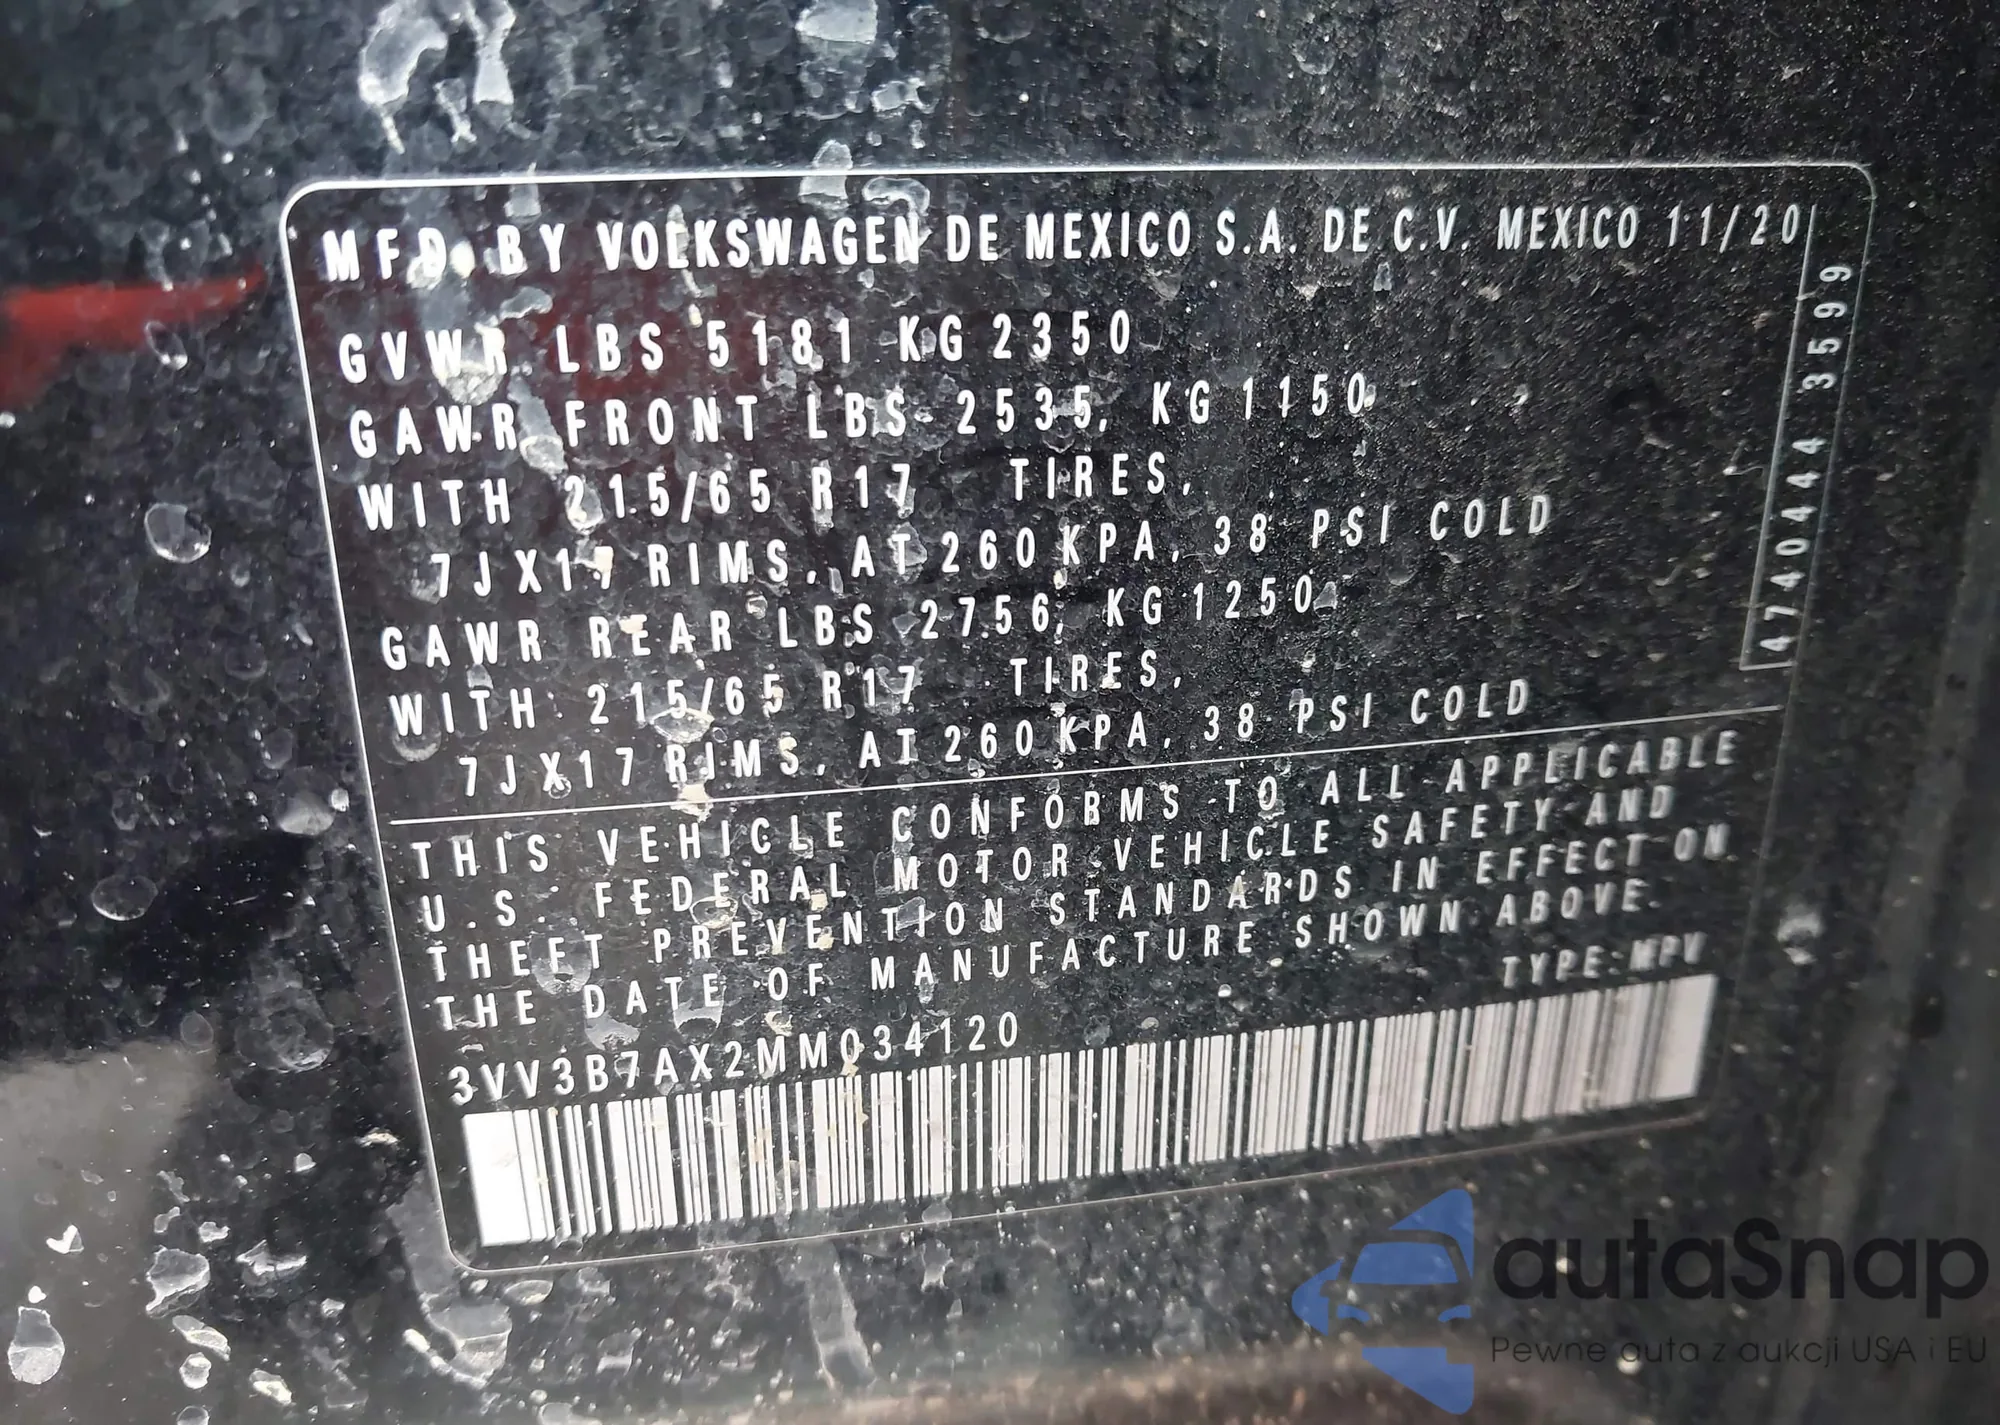 MFD. BY VOLKSWAGEN DE MEXICO S.A. DE C.V. MEXICO 11/20
GVWR LBS 5181 KG 2350
GAWR FRONT LBS 2535, KG 1150
WITH 215/65 R17 TIRES,
7JX17 RIMS, AT 260 KPA, 38 PSI COLD
GAWR REAR LBS 2756, KG 1250
WITH 215/65 R17 TIRES,
7JX17 RIMS, AT 260 KPA, 38 PSI COLD
4740444 3599
THIS VEHICLE CONFORMS TO ALL APPLICABLE
U.S. FEDERAL MOTOR VEHICLE SAFETY AND
THEFT PREVENTION STANDARDS IN EFFECT ON
THE DATE OF MANUFACTURE SHOWN ABOVE.
TYPE:MPV
3VV3B7AX2MM034120
autaSnap
Pewne auta z aukcji USA i EU